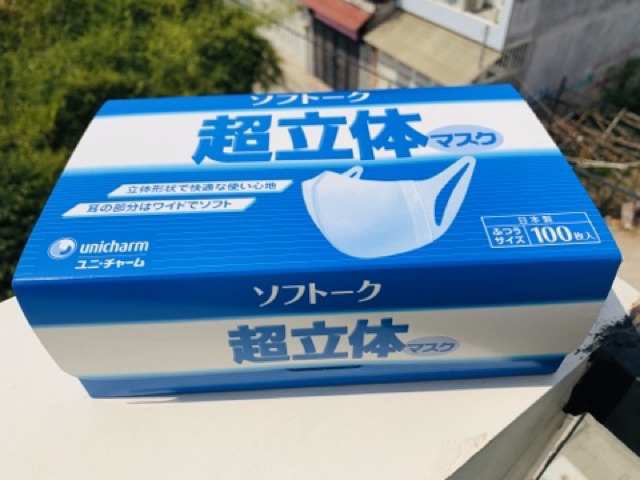 ソフトーク
超立体マスク
立体形状で快適な使い心地
耳の部分はワイドでソフト
unicharm
ユニ・チャーム
日本製
ふつう
サイズ
100枚入
ソフトーク
超立体マスク